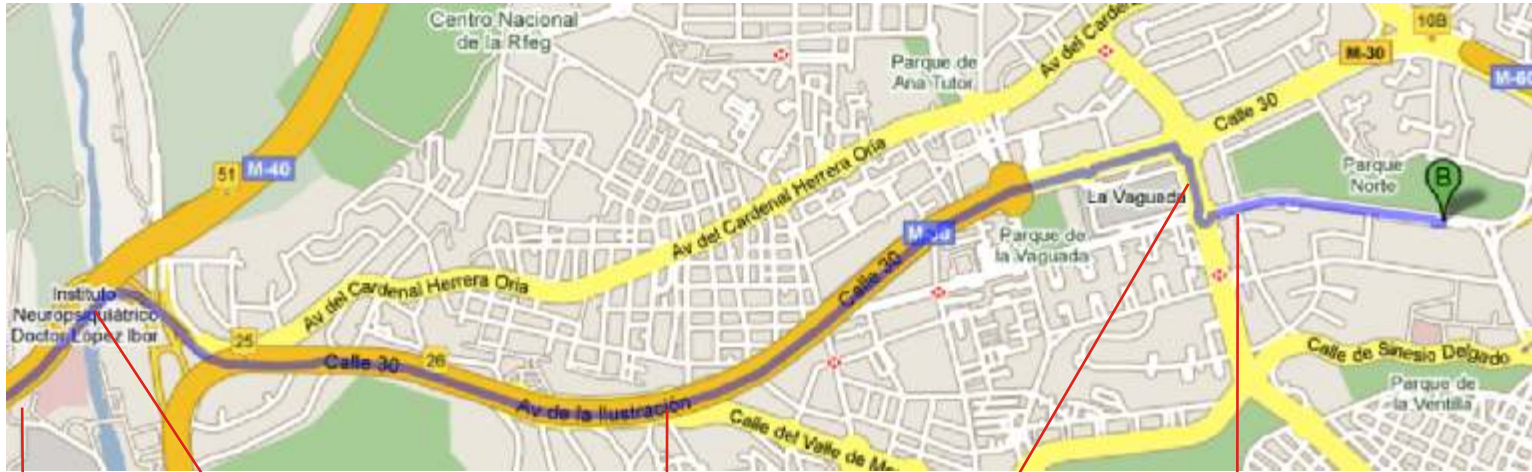 Centro Nacional
de la Rfeg
Parque de
Ana Tutor
Av del Cardenal
10B
M-30
M-60
Calle 30
51
M-40
Av del Cardenal Herrera Oria
Parque
Norte
B
La Vaguada
M-30
Parque de
la Vaguada
Calle 30
Av del Cardenal Herrera Oria
Instituto
Neuropsiquiátrico
Doctor López Ibor
25
Calle 30
26
Av de la Ilustración
Calle de Sinesio Delgado
Parque de
la Ventilla
Calle del Valle de